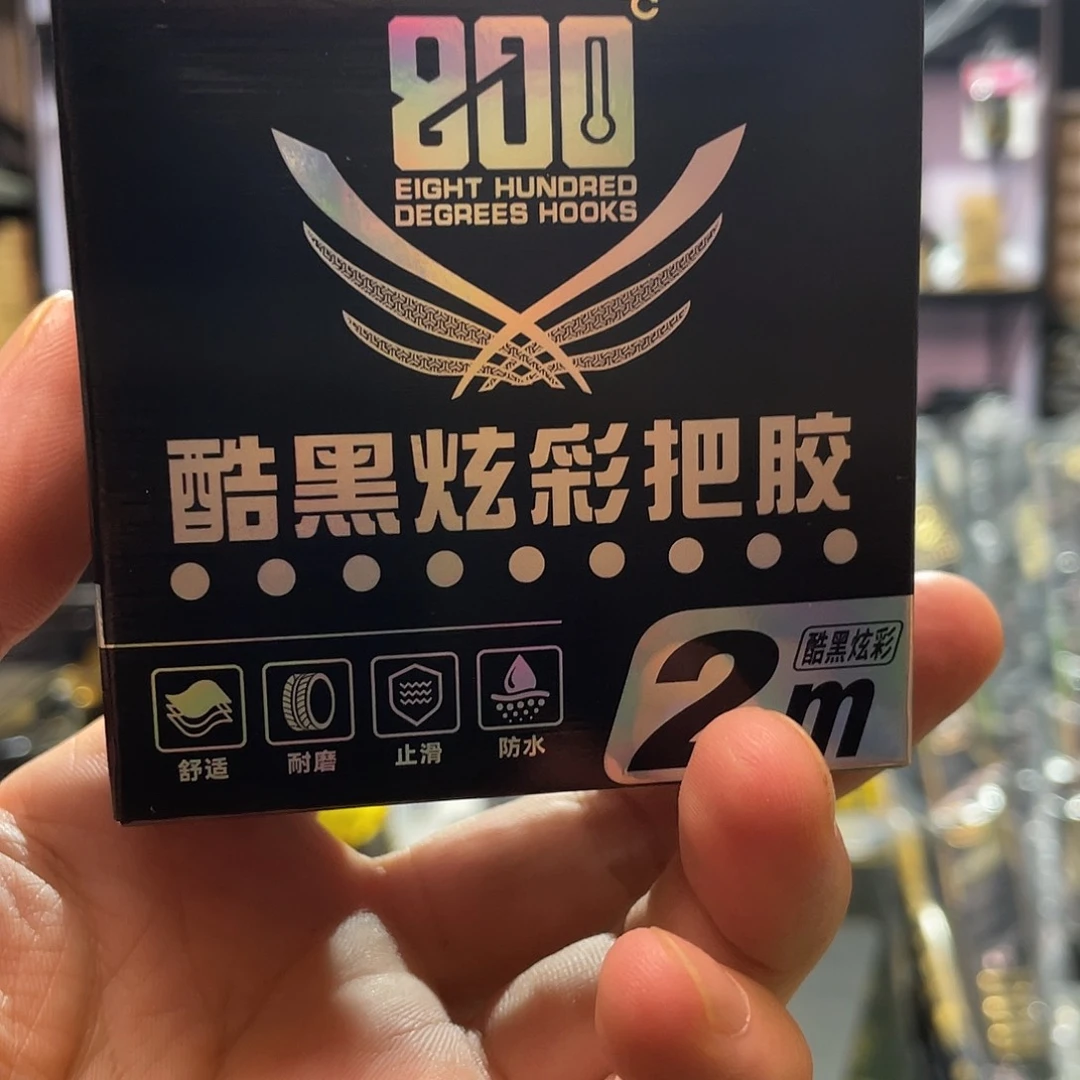 800°C
EIGHT HUNDRED
DEGREES HOOKS
酷黑炫彩把胶
酷黑炫彩
2m
舒适
耐磨
止滑
防水